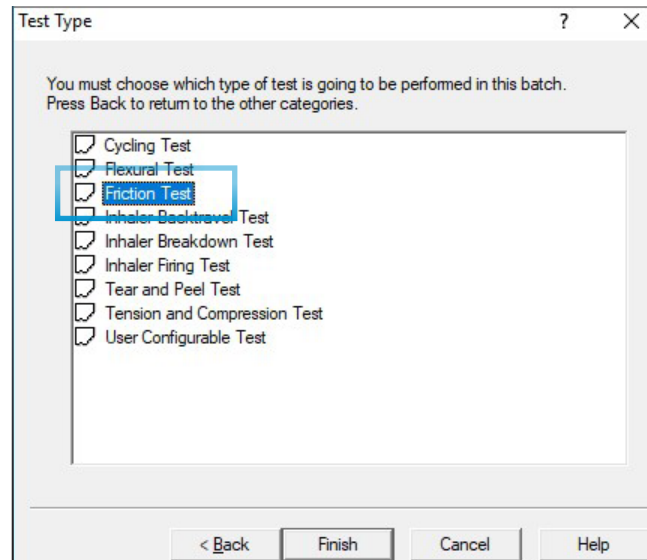 Test Type ? X
You must choose which type of test is going to be performed in this batch.
Press Back to return to the other categories.
Cycling Test
Flexural Test
Friction Test
Inhaler Backtravel Test
Inhaler Breakdown Test
Inhaler Firing Test
Tear and Peel Test
Tension and Compression Test
User Configurable Test
< Back Finish Cancel Help